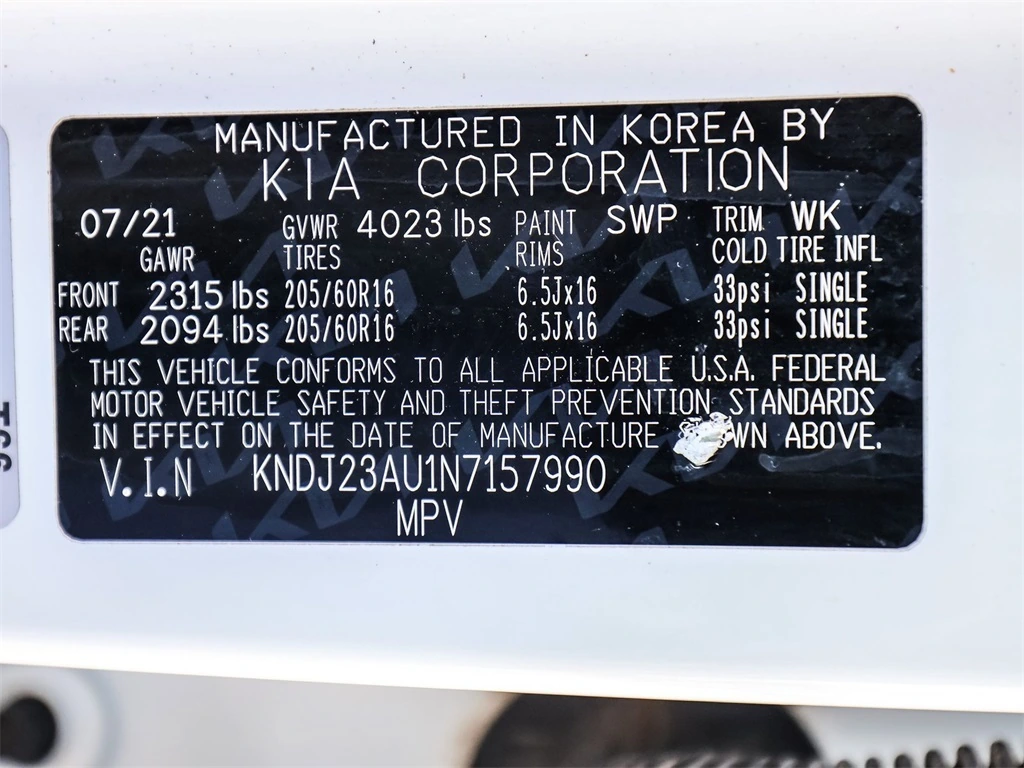 MANUFACTURED IN KOREA BY
KIA CORPORATION
07/21 GVWR 4023 lbs PAINT SWP TRIM WK
GAWR TIRES RIMS COLD TIRE INFL
FRONT 2315 lbs 205/60R16 6.5Jx16 33psi SINGLE
REAR 2094 lbs 205/60R16 6.5Jx16 33psi SINGLE
THIS VEHICLE CONFORMS TO ALL APPLICABLE U.S.A. FEDERAL
MOTOR VEHICLE SAFETY AND THEFT PREVENTION STANDARDS
IN EFFECT ON THE DATE OF MANUFACTURE WN ABOVE.
V.I.N KNDJ23AU1N7157990
MPV